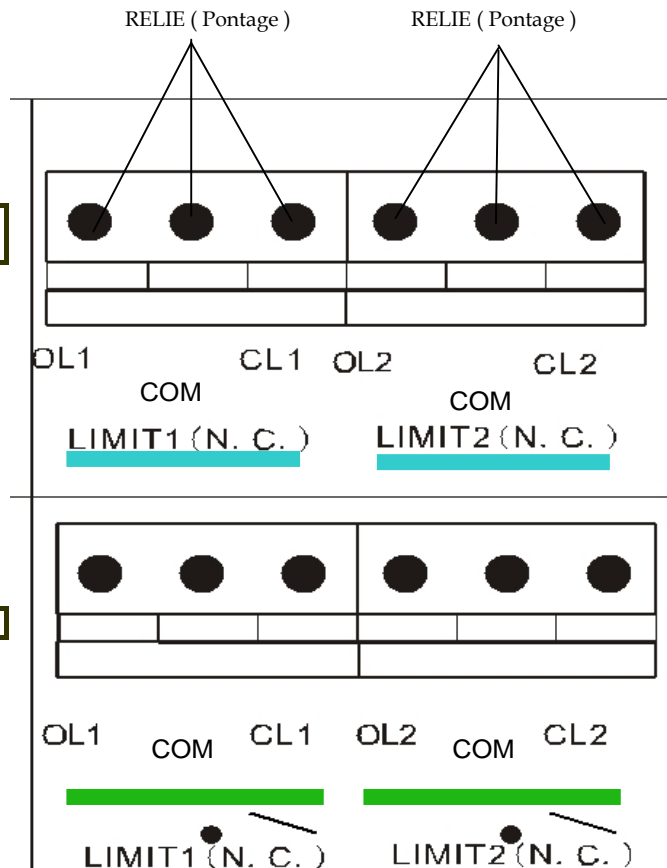 RELIE ( Pontage ) RELIE ( Pontage )
OL1 CL1 OL2 CL2
COM COM
LIMIT1 (N. C. ) LIMIT2 (N. C. )
OL1 COM CL1 OL2 COM CL2
LIMIT1 (N. C. ) LIMIT2 (N. C. )